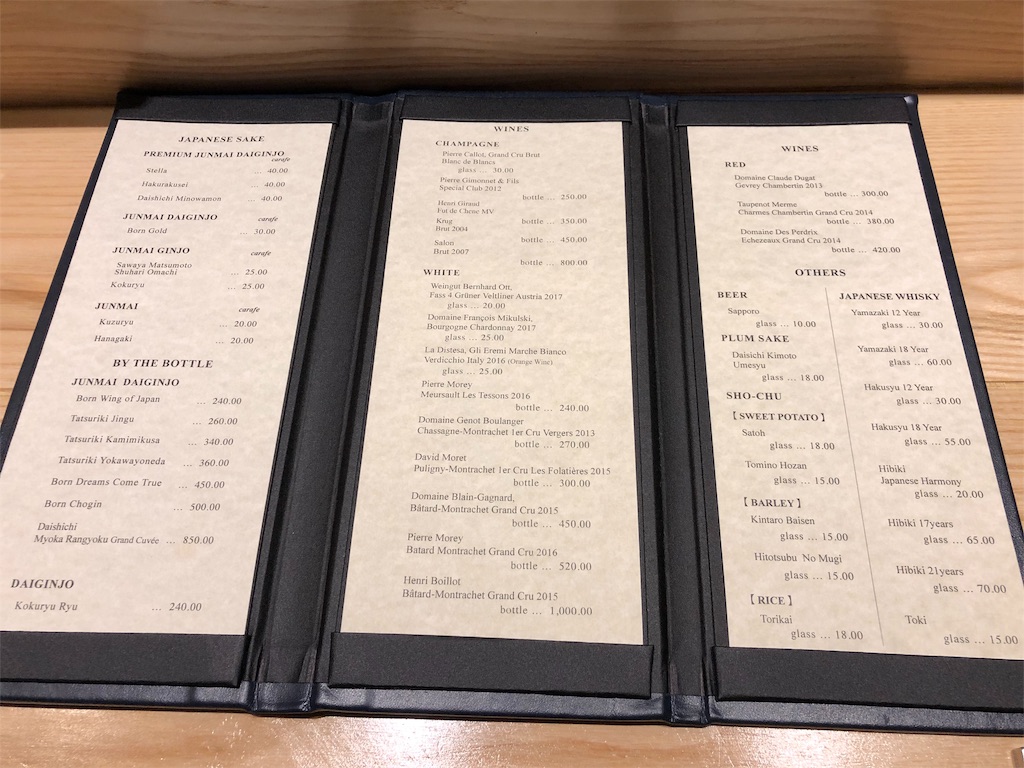 JAPANESE SAKE
PREMIUM JUNMAI DAIGINJO
carafe
Stella ... 40.00
Hakurakusei ... 40.00
Daishichi Minowamon ... 40.00
JUNMAI DAIGINJO carafe
Born Gold ... 30.00
JUNMAI GINJO carafe
Sawaya Matsumoto
Shuhari Omachi ... 25.00
Kokuryu ... 25.00
JUNMAI carafe
Kuzuryu ... 20.00
Hanagaki ... 20.00
BY THE BOTTLE
JUNMAI DAIGINJO
Born Wing of Japan ... 240.00
Tatsuriki Jingu ... 260.00
Tatsuriki Kamimikusa ... 340.00
Tatsuriki Yokawayoneda ... 360.00
Born Dreams Come True ... 450.00
Born Chogin ... 500.00
Daishichi
Myoka Rangyoku Grand Cuvée ... 850.00
DAIGINJO
Kokuryu Ryu ... 240.00
WINES
CHAMPAGNE
Pierre Callot, Grand Cru Brut
Blanc de Blancs
glass ... 30.00
Pierre Gimonnet & Fils
Special Club 2012
bottle ... 250.00
Henri Giraud
Fut de Chene MV
bottle ... 350.00
Krug
Brut 2004
bottle ... 450.00
Salon
Brut 2007
bottle ... 800.00
WHITE
Weingut Bernhard Ott,
Fass 4 Grüner Veltliner Austria 2017
glass ... 20.00
Domaine François Mikulski,
Bourgogne Chardonnay 2017
glass ... 25.00
La Distesa, Gli Eremi Marche Bianco
Verdicchio Italy 2016 (Orange Wine)
glass ... 25.00
Pierre Morey
Meursault Les Tessons 2016
bottle ... 240.00
Domaine Genot Boulanger
Chassagne-Montrachet 1er Cru Vergers 2013
bottle ... 270.00
David Moret
Puligny-Montrachet 1er Cru Les Folatières 2015
bottle ... 300.00
Domaine Blain-Gagnard,
Bâtard-Montrachet Grand Cru 2015
bottle ... 450.00
Pierre Morey
Batard Montrachet Grand Cru 2016
bottle ... 520.00
Henri Boillot
Bâtard-Montrachet Grand Cru 2015
bottle ... 1,000.00
WINES
RED
Domaine Claude Dugat
Gevrey Chambertin 2013
bottle ... 300.00
Taupenot Merme
Charmes Chambertin Grand Cru 2014
bottle ... 380.00
Domaine Des Perdrix
Echezeaux Grand Cru 2014
bottle ... 420.00
OTHERS
BEER
Sapporo
glass ... 10.00
PLUM SAKE
Daisichi Kimoto
Umesyu
glass ... 18.00
SHO-CHU
【 SWEET POTATO 】
Satoh
glass ... 18.00
Tomino Hozan
glass ... 15.00
【 BARLEY 】
Kintaro Baisen
glass ... 15.00
Hitotsubu No Mugi
glass ... 15.00
【 RICE 】
Torikai
glass ... 18.00
JAPANESE WHISKY
Yamazaki 12 Year
glass ... 30.00
Yamazaki 18 Year
glass ... 60.00
Hakusyu 12 Year
glass ... 30.00
Hakusyu 18 Year
glass ... 55.00
Hibiki
Japanese Harmony
glass ... 20.00
Hibiki 17years
glass ... 65.00
Hibiki 21years
glass ... 70.00
Toki
glass ... 15.00